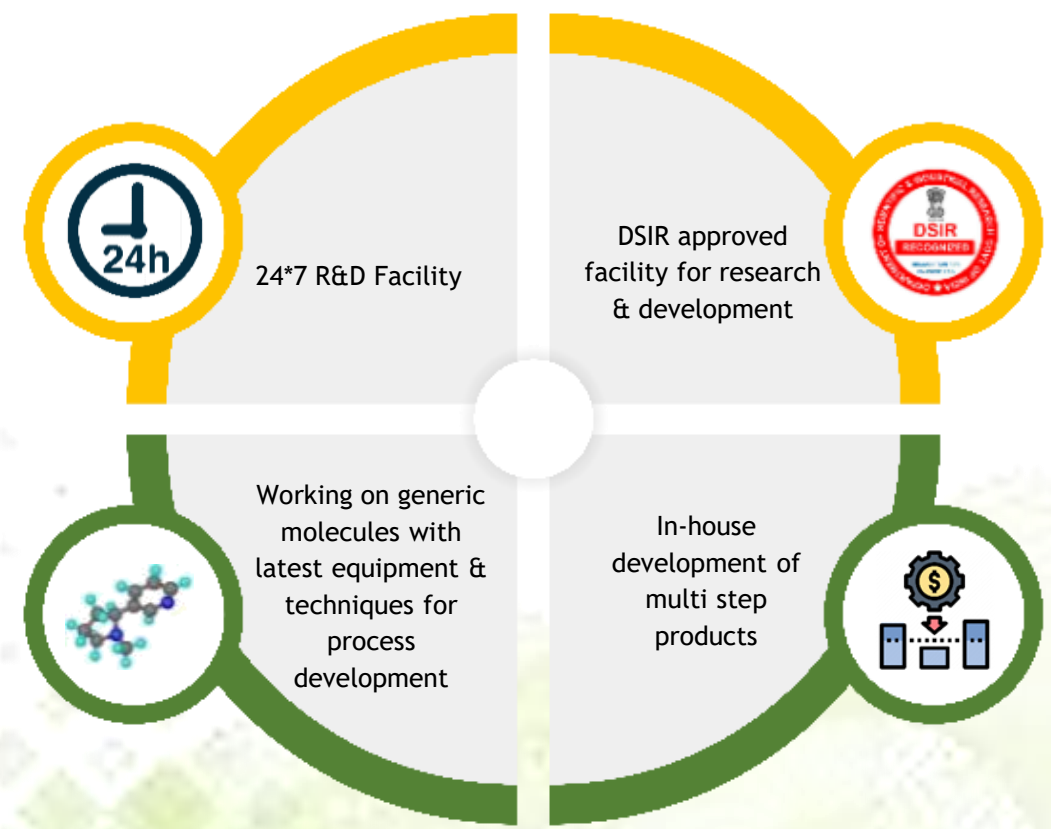 24h
24*7 R&D Facility
DSIR approved
facility for research
& development
DSIR
RECOGNIZED
Working on generic
molecules with
latest equipment &
techniques for
process
development
In-house
development of
multi step
products
$